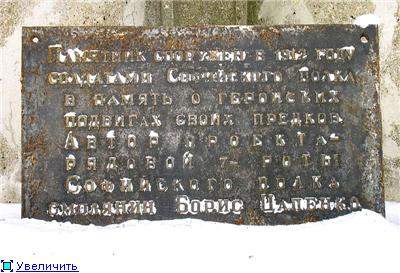 Памятник сооружен в 1912 году
солдатами Софийского полка
в память о геройских
подвигах своих предков
Автор проекта-
рядовой 7- роты
Софийского полка
смолянин Борис Цапенко
Увеличить